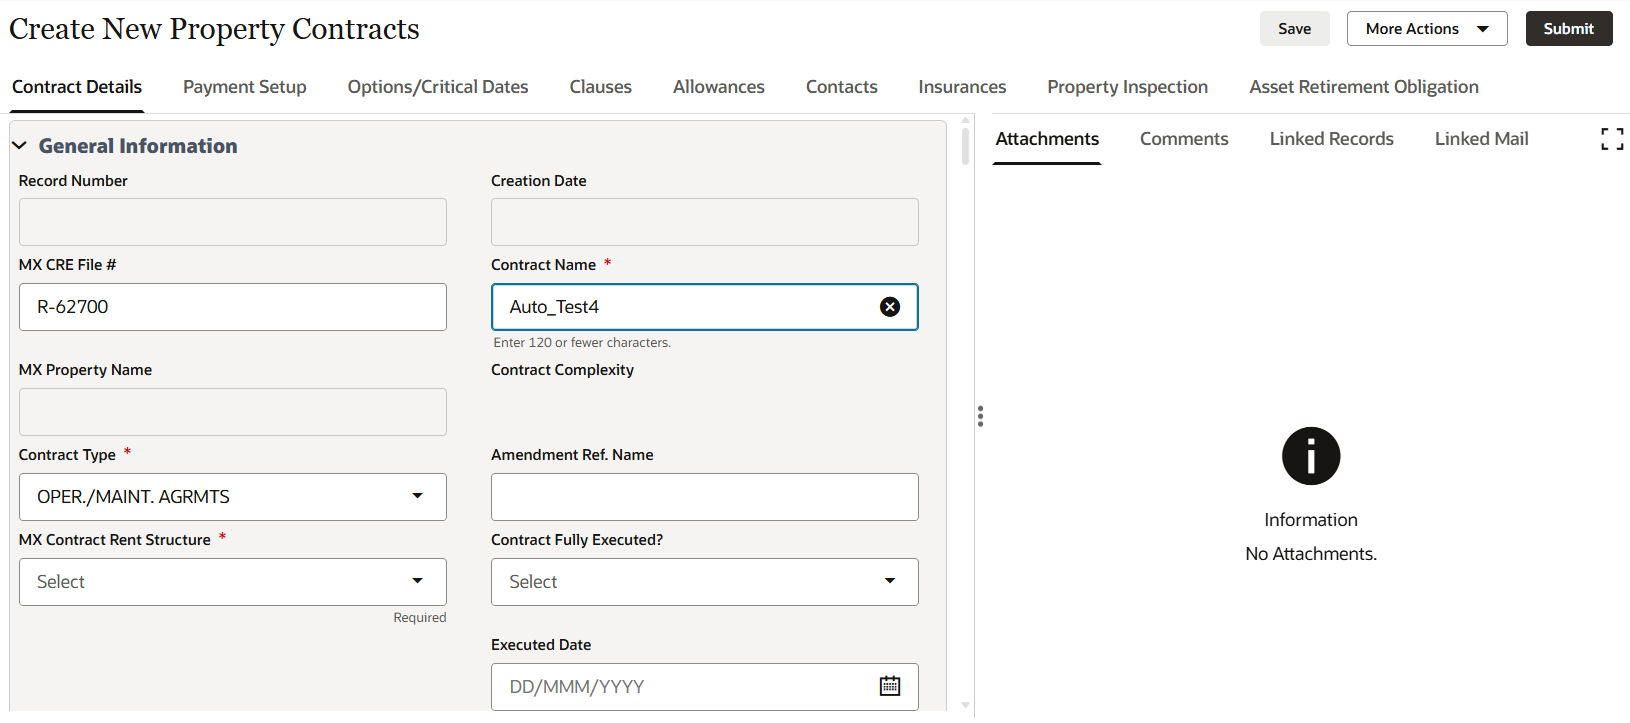 Create New Property Contracts
Save
More Actions
Submit
Contract Details
Payment Setup
Options/Critical Dates
Clauses
Allowances
Contacts
Insurances
Property Inspection
Asset Retirement Obligation
General Information
Record Number
Creation Date
MX CRE File #
R-62700
Contract Name *
Auto_Test4
Enter 120 or fewer characters.
MX Property Name
Contract Complexity
Contract Type *
OPER./MAINT. AGRMTS
Amendment Ref. Name
MX Contract Rent Structure *
Select
Required
Contract Fully Executed?
Select
Executed Date
DD/MMM/YYYY
Attachments
Comments
Linked Records
Linked Mail
Information
No Attachments.